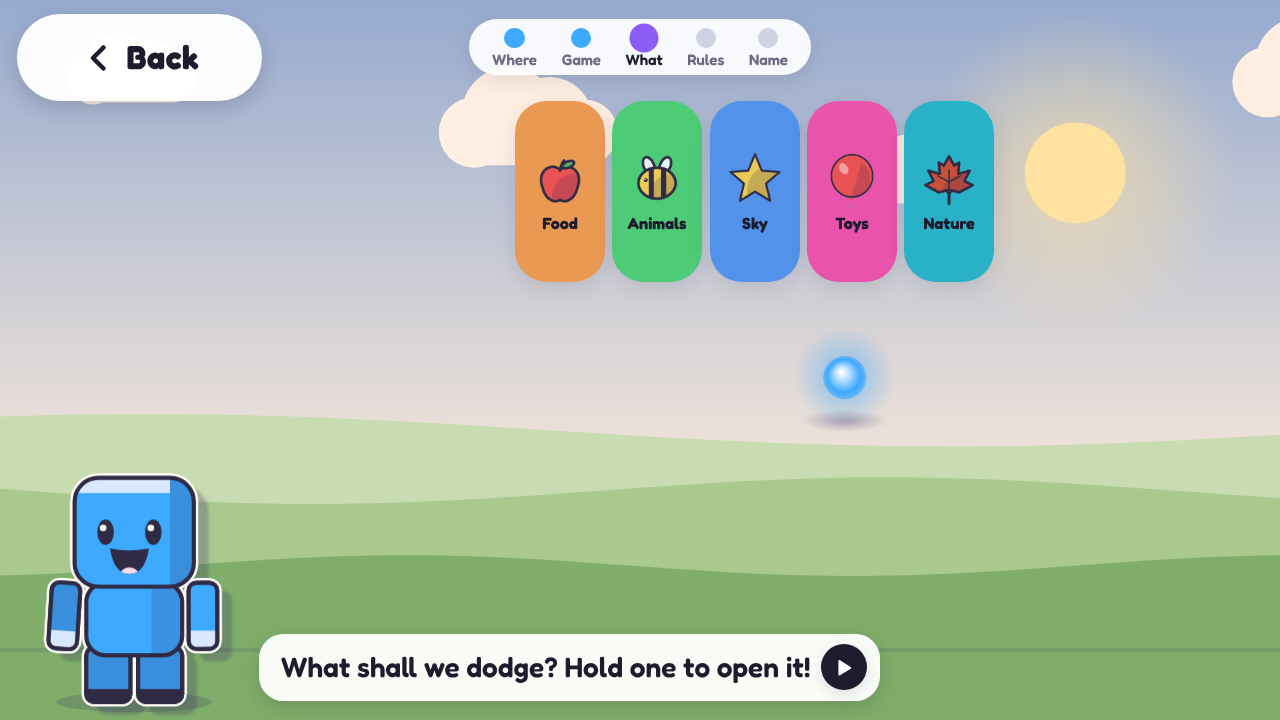 Back
Where
Game
What
Rules
Name
Food
Animals
Sky
Toys
Nature
What shall we dodge? Hold one to open it!